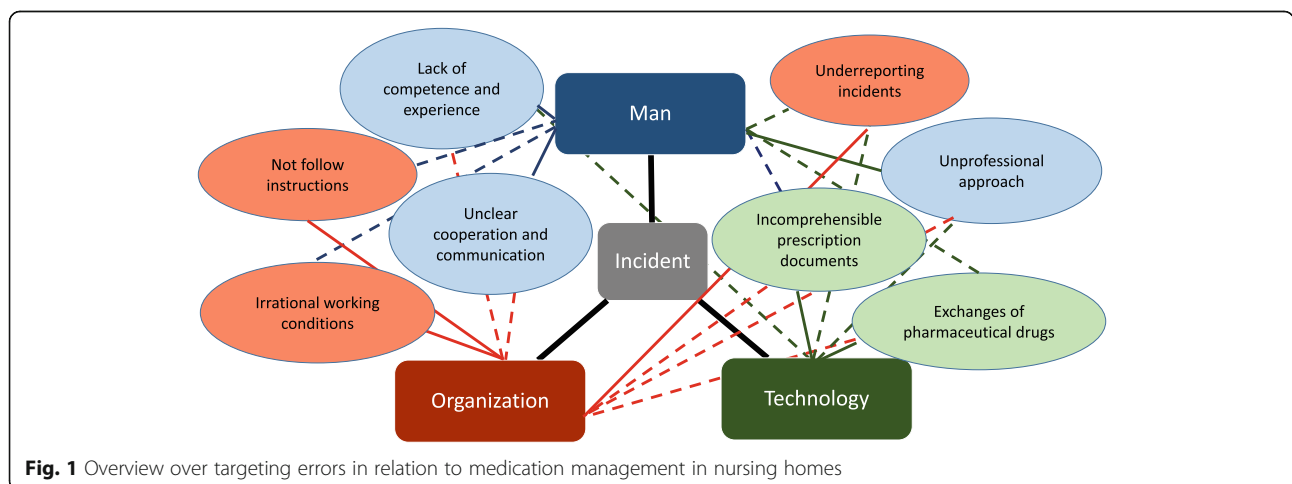 Lack of
competence and
experience
Man
Underreporting
incidents
Not follow
instructions
Unprofessional
approach
Unclear
cooperation and
communication
Incident
Incomprehensible
prescription
documents
Irrational working
conditions
Exchanges of
pharmaceutical drugs
Organization
Technology
Fig. 1 Overview over targeting errors in relation to medication management in nursing homes